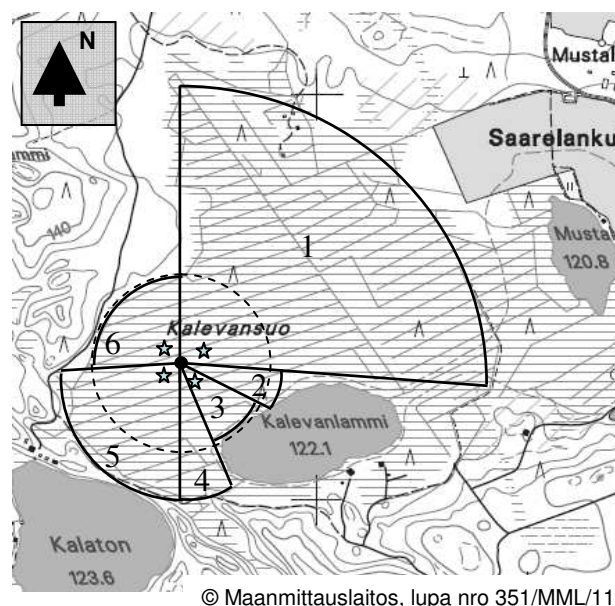 N
Mustal
Saarelanku
ammi
140
1
Mustal
120.8
Kalevansuo
6
2
3
Kalevanlammi
122.1
5
4
Kalaton
123.6
© Maanmittauslaitos, lupa nro 351/MML/11